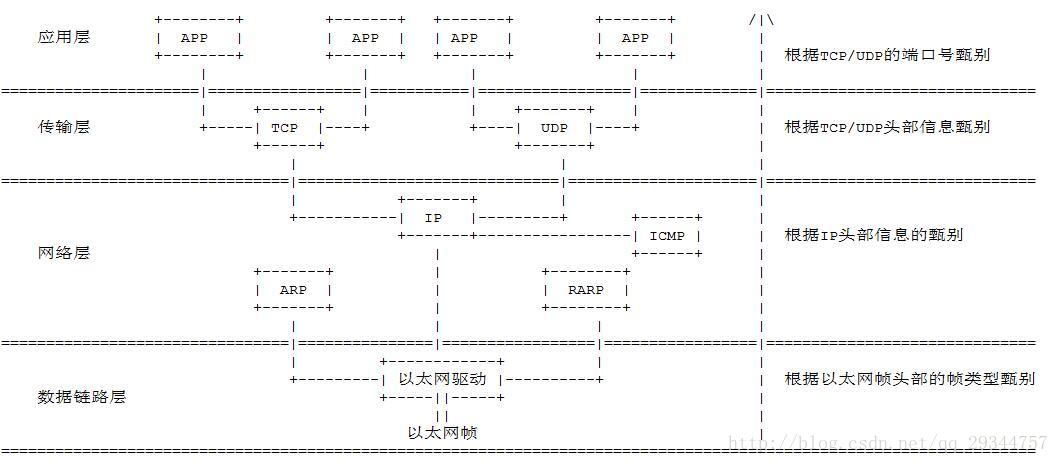 应用层 APP APP APP APP
根据TCP/UDP的端口号甄别
传输层 TCP UDP 根据TCP/UDP头部信息甄别
IP
ICMP 根据IP头部信息的甄别
网络层
ARP RARP
以太网驱动 根据以太网帧头部的帧类型甄别
数据链路层
以太网帧
http://blog.csdn.net/qq_29344757